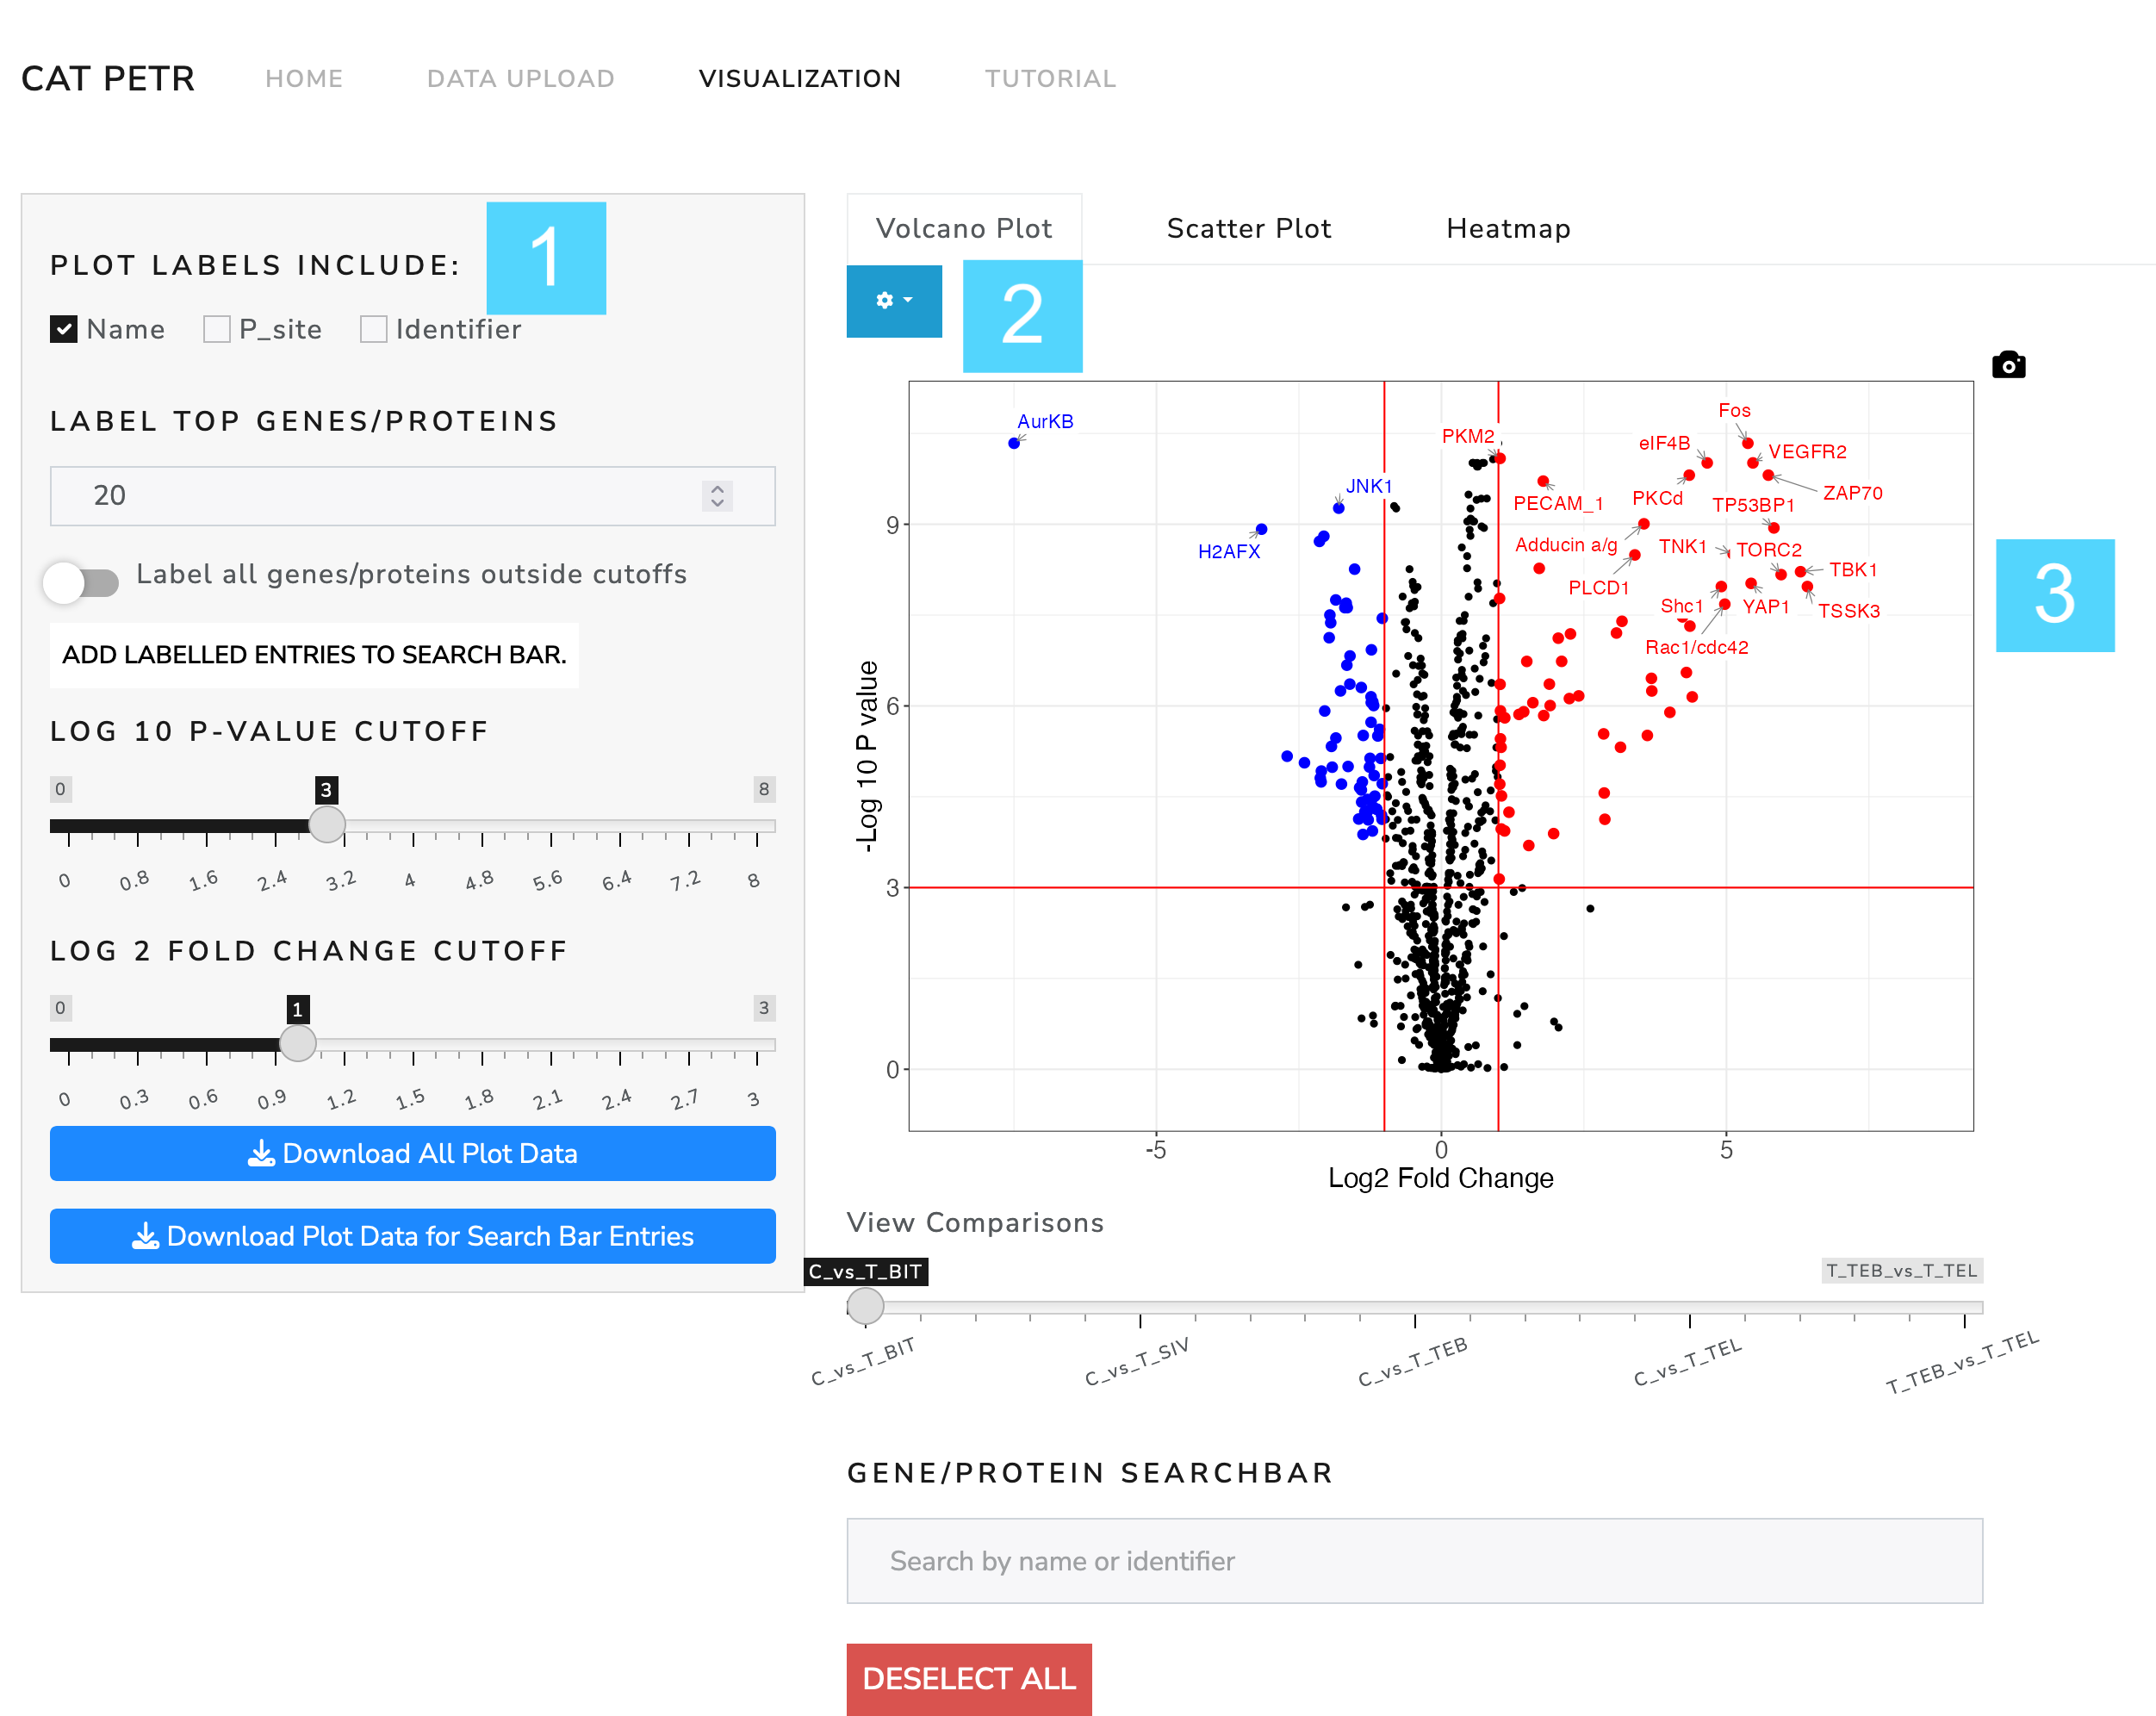 CAT PETR HOME DATA UPLOAD VISUALIZATION TUTORIAL
PLOT LABELS INCLUDE:
1
Name P_site Identifier
LABEL TOP GENES/PROTEINS
20
Label all genes/proteins outside cutoffs
ADD LABELLED ENTRIES TO SEARCH BAR.
LOG 10 P-VALUE CUTOFF
0 3 8
0 0.8 1.6 2.4 3.2 4 4.8 5.6 6.4 7.2 8
LOG 2 FOLD CHANGE CUTOFF
0 1 3
0 0.3 0.6 0.9 1.2 1.5 1.8 2.1 2.4 2.7 3
Download All Plot Data
Download Plot Data for Search Bar Entries
Volcano Plot Scatter Plot Heatmap
2
3
Fos
AurKB
PKM2
eIF4B
VEGFR2
JNK1
PECAM_1
PKCd
ZAP70
TP53BP1
H2AFX
Adducin a/g
TNK1
TORC2
PLCD1
TBK1
Shc1
YAP1
TSSK3
Rac1/cdc42
-Log 10 P value
9
6
3
0
-5 0 5
Log2 Fold Change
View Comparisons
C_vs_T_BIT T_TEB_vs_T_TEL
C_vs_T_BIT C_vs_T_SIV C_vs_T_TEB C_vs_T_TEL T_TEB_vs_T_TEL
GENE/PROTEIN SEARCHBAR
Search by name or identifier
DESELECT ALL